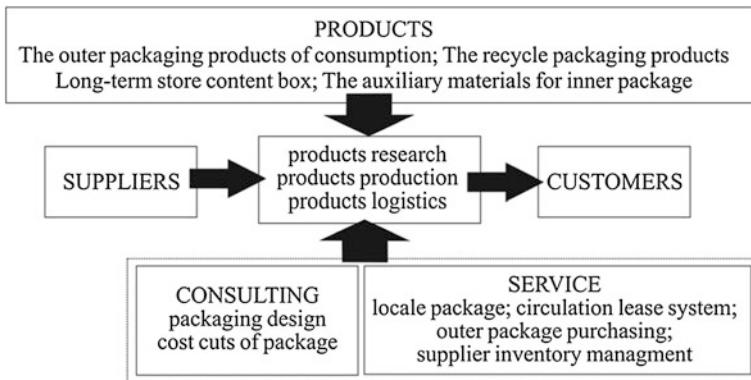 PRODUCTS
The outer packaging products of consumption; The recycle packaging products
Long-term store content box; The auxiliary materials for inner package
SUPPLIERS
products research
products production
products logistics
CUSTOMERS
CONSULTING
packaging design
cost cuts of package
SERVICE
locale package; circulation lease system;
outer package purchasing;
supplier inventory managment